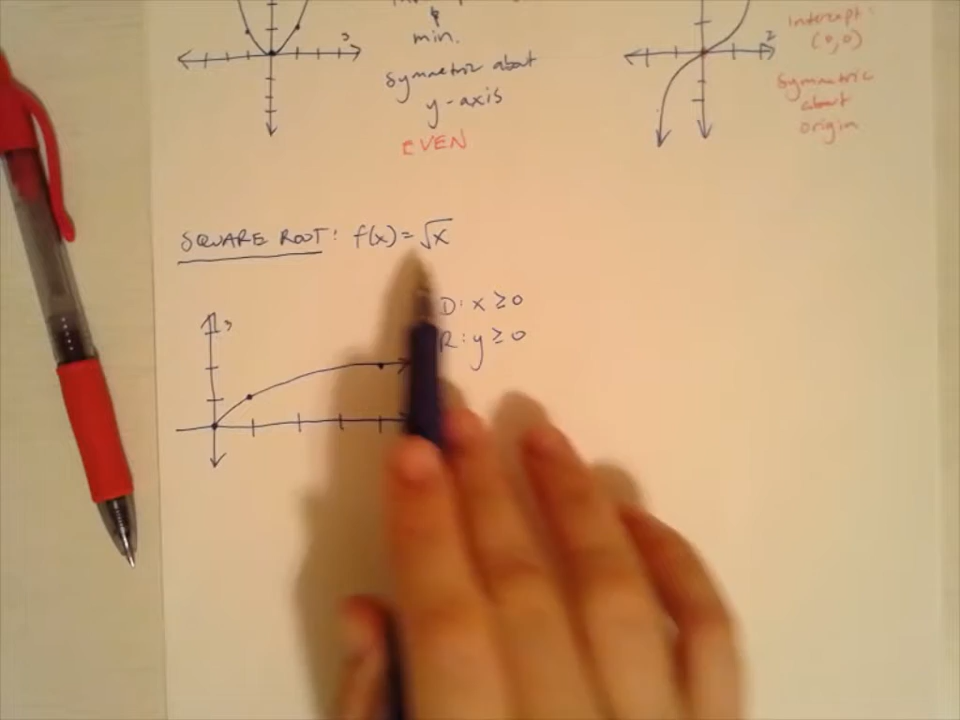 min.
symmetric about
y-axis
EVEN
intercept:
(0,0)
symmetric
about
origin
SQUARE ROOT: f(x)=√x
D: x ≥ 0
R: y ≥ 0